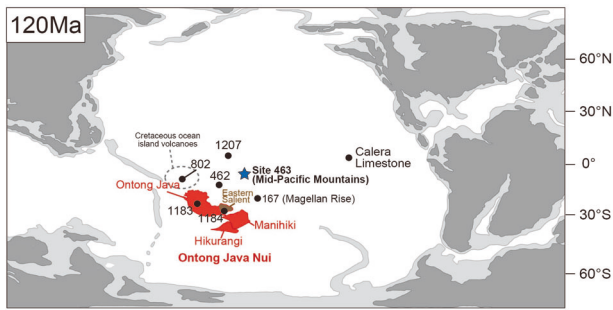 120Ma
60°N
30°N
0°
30°S
60°S
Cretaceous ocean
island volcanoes
802
1207
462
Site 463
(Mid-Pacific Mountains)
Calera
Limestone
Ontong Java
Eastern
Salient
167 (Magellan Rise)
1183
1184
Manihiki
Hikurangi
Ontong Java Nui